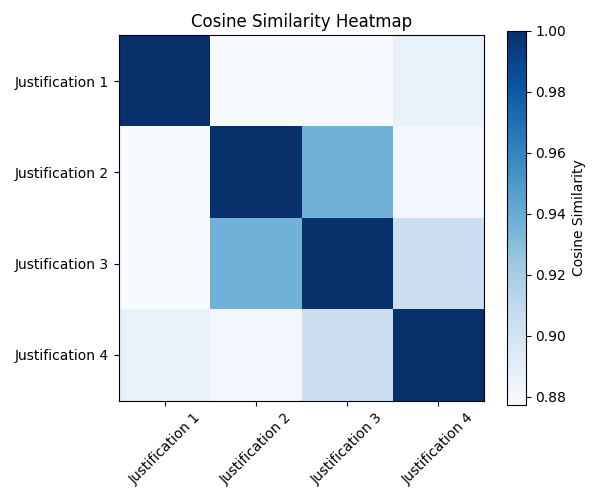 Cosine Similarity Heatmap
Justification 1
Justification 2
Justification 3
Justification 4
Justification 1
Justification 2
Justification 3
Justification 4
1.00
0.98
0.96
0.94
0.92
0.90
0.88
Cosine Similarity